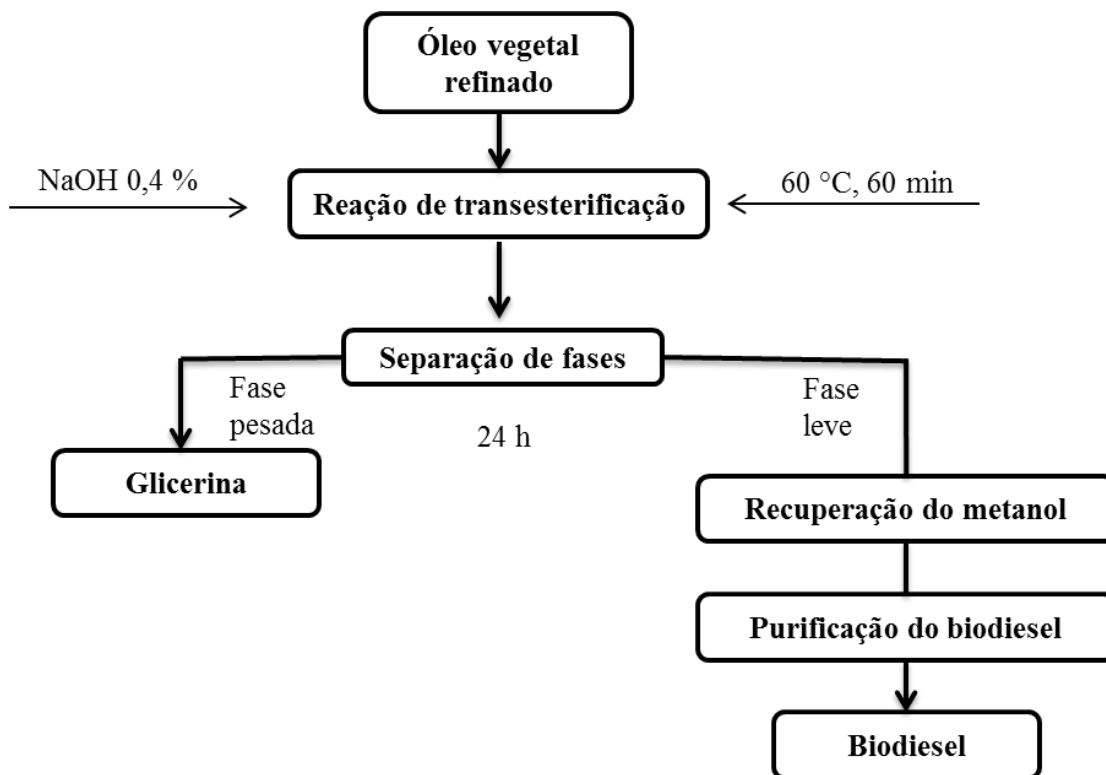 Óleo vegetal
refinado
NaOH 0,4 %
Reação de transesterificação
60 °C, 60 min
Separação de fases
Fase
pesada
24 h
Fase
leve
Glicerina
Recuperação do metanol
Purificação do biodiesel
Biodiesel